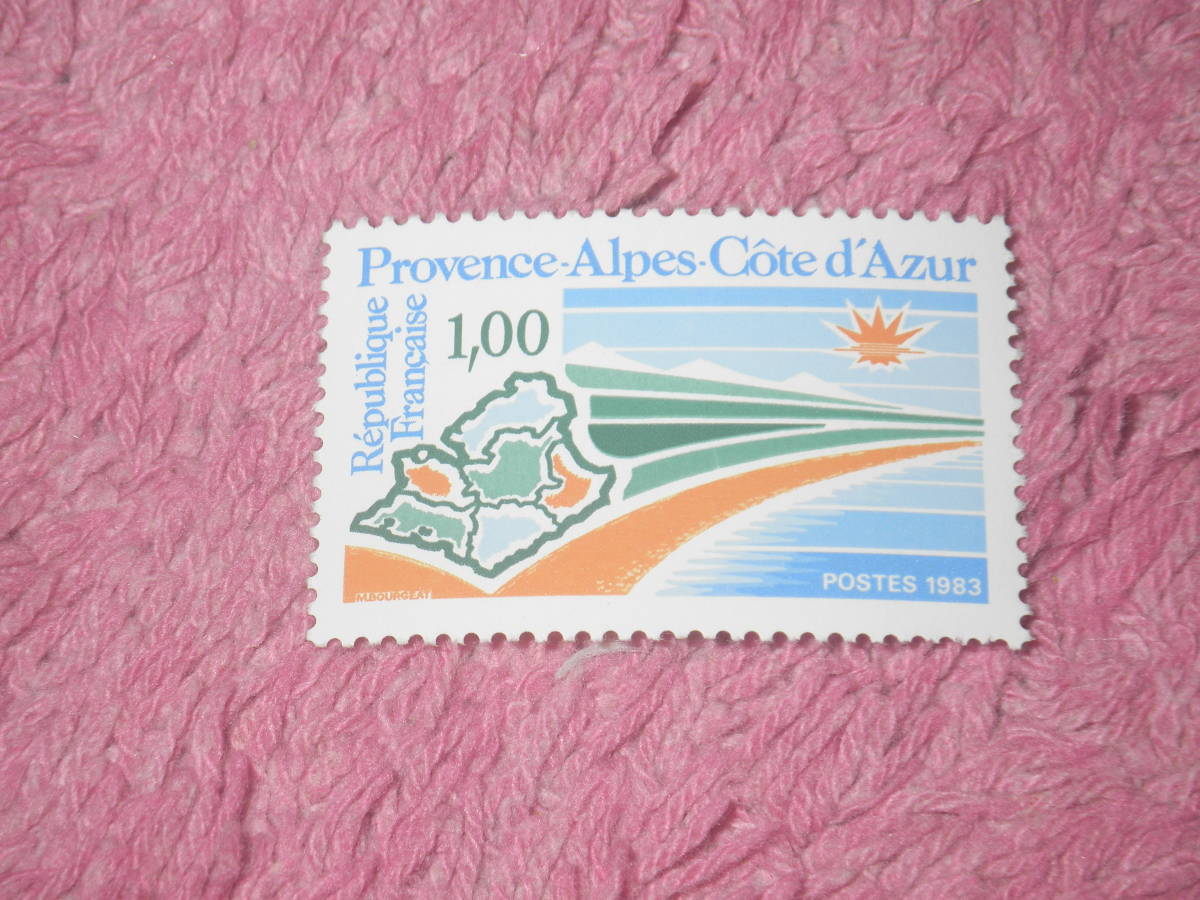 Provence-Alpes-Côte d'Azur
République
Française
1,00
POSTES 1983
M.BOURGEAT